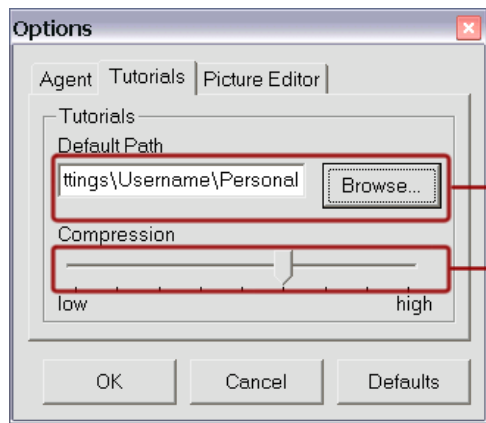 Options
Agent Tutorials Picture Editor
Tutorials
Default Path
ttings\Username\Personal Browse...
Compression
low high
OK Cancel Defaults